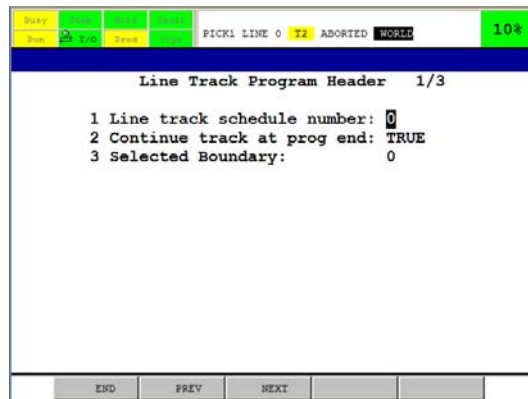 Busy Step Hold Fault
Run I/O Prod
PICK1 LINE 0 T2 ABORTED WORLD
10%
Line Track Program Header 1/3
1 Line track schedule number: 0
2 Continue track at prog end: TRUE
3 Selected Boundary: 0
END PREV NEXT